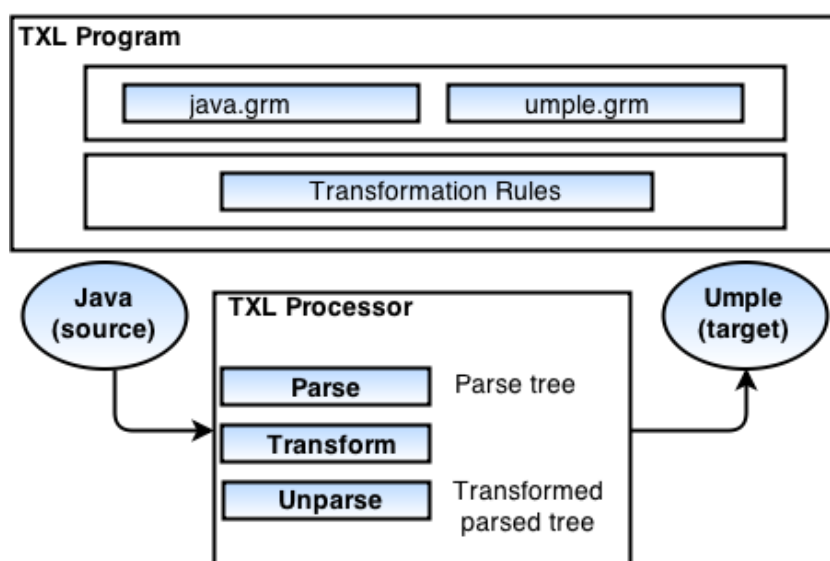 TXL Program
java.grm
umple.grm
Transformation Rules
Java
(source)
TXL Processor
Umple
(target)
Parse
Parse tree
Transform
Unparse
Transformed
parsed tree